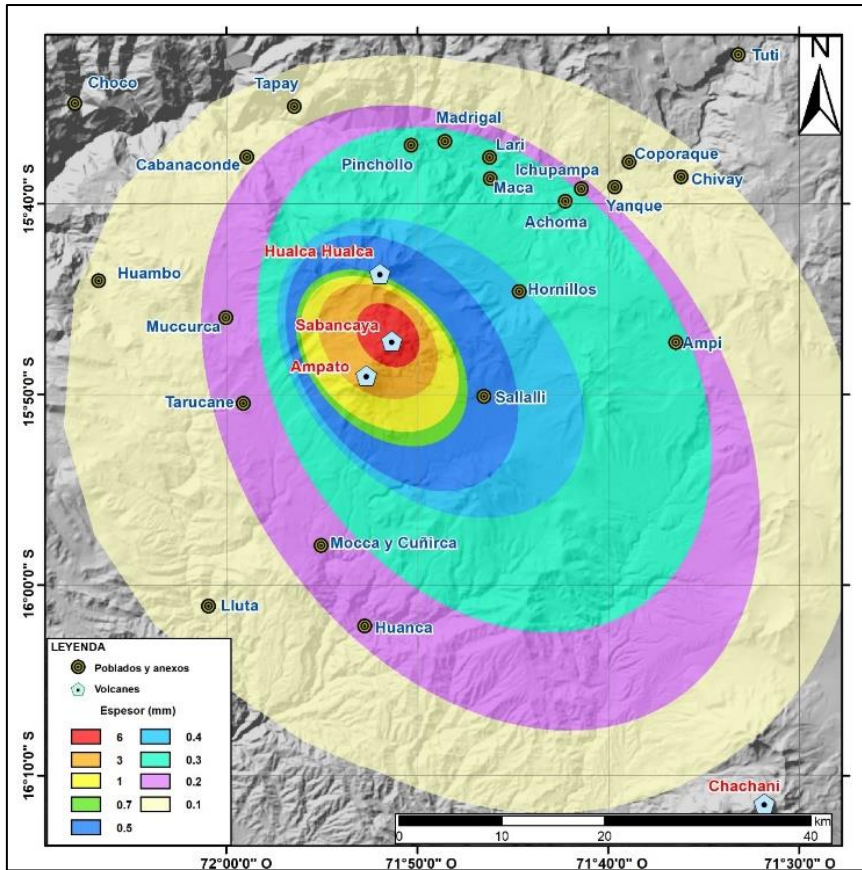 N
Tuti
Choco
Tapay
Madrigal
Lari
Cabanaconde
Pinchollo
Ichupampa
Coporaque
Maca
Chivay
Yanque
Achoma
15°40'0" S
Hualca Hualca
Huambo
Hornillos
Muccurca
Sabancaya
Ampi
Ampato
15°50'0" S
Tarucane
Sallalli
Mocca y Cuñirca
16°00'0" S
Lluta
Huanca
LEYENDA
Poblados y anexos
Volcanes
Espesor (mm)
6 0.4
3 0.3
1 0.2
0.7 0.1
0.5
16°10'0" S
Chachani
km
0 10 20 40
72°00'0" O 71°50'0" O 71°40'0" O 71°30'0" O